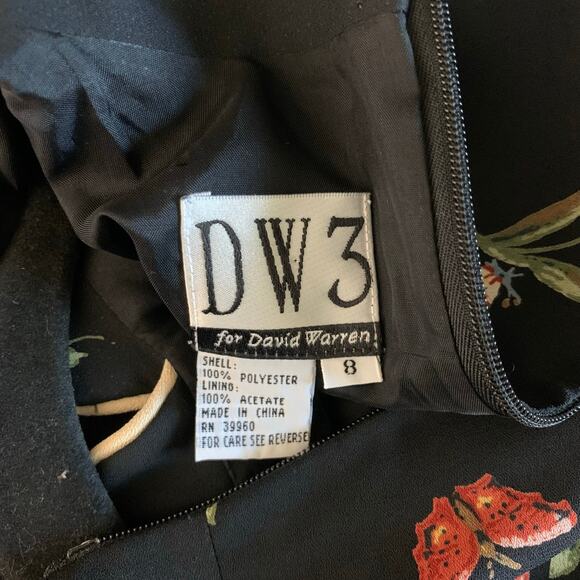 DW3
for David Warren
8
SHELL:
100% POLYESTER
LINING:
100% ACETATE
MADE IN CHINA
RN 39960
FOR CARE SEE REVERSE